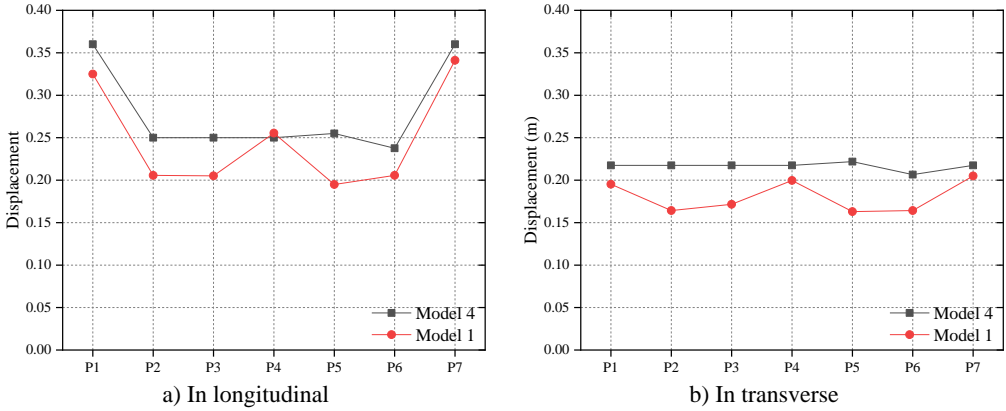 0.40
0.35
0.30
0.25
0.20
0.15
0.10
0.05
0.00
Displacement
P1 P2 P3 P4 P5 P6 P7
Model 4
Model 1
a) In longitudinal
0.40
0.35
0.30
0.25
0.20
0.15
0.10
0.05
0.00
Displacement (m)
P1 P2 P3 P4 P5 P6 P7
Model 4
Model 1
b) In transverse